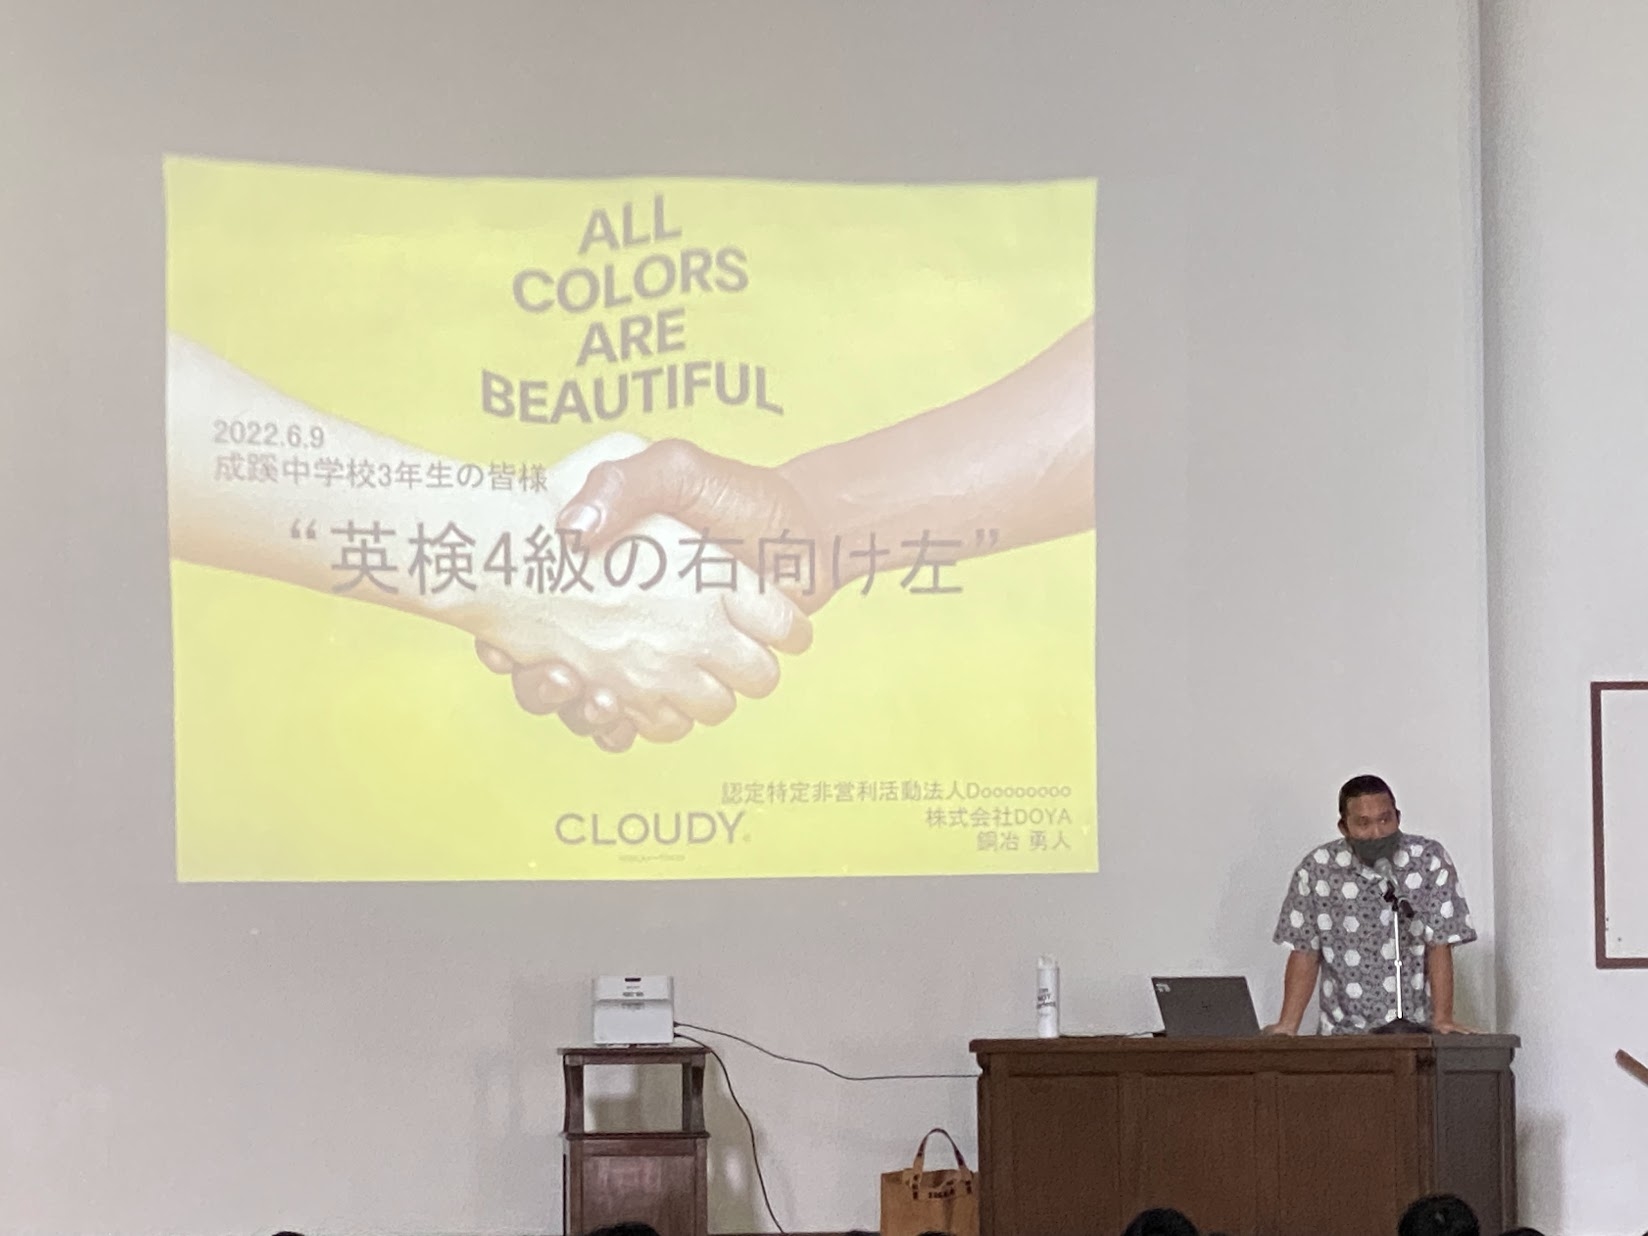 ALL
COLORS
ARE
BEAUTIFUL
2022.6.9
成蹊中学校3年生の皆様
“英検4級の右向け左”
認定特定非営利活動法人Doooooooo
株式会社DOYA
銅冶 勇人
CLOUDY